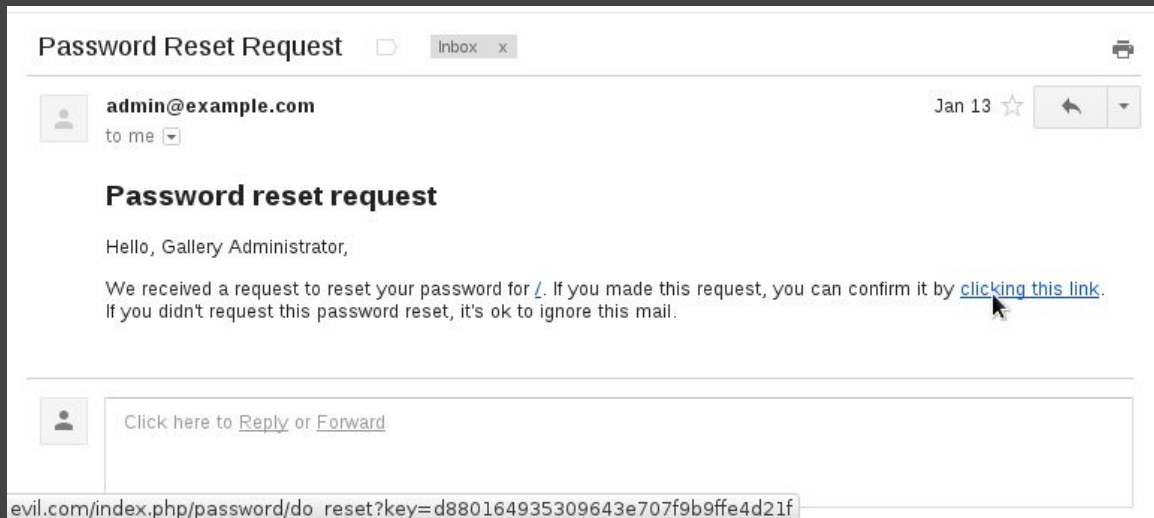 Password Reset Request Inbox x
admin@example.com Jan 13
to me
Password reset request
Hello, Gallery Administrator,
We received a request to reset your password for /. If you made this request, you can confirm it by clicking this link.
If you didn't request this password reset, it's ok to ignore this mail.
Click here to Reply or Forward
evil.com/index.php/password/do_reset?key=d880164935309643e707f9b9ffe4d21f